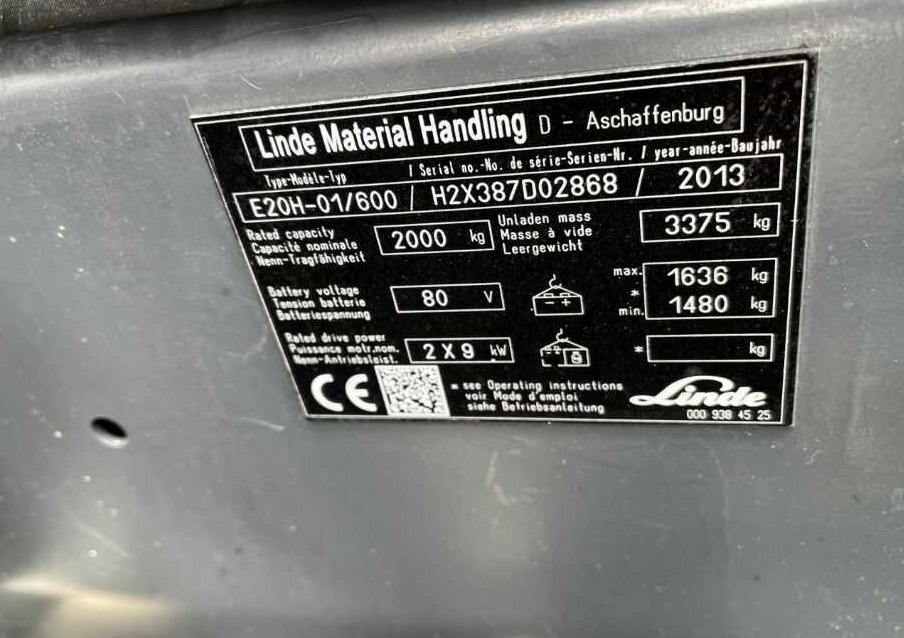 Linde Material Handling D - Aschaffenburg
Type-Modèle-Typ / Serial no.-No. de série-Serien-Nr. / year-année-Baujahr
E20H-01/600 / H2X387D02868 / 2013
Rated capacity
Capacité nominale
Nenn-Tragfähigkeit
2000 kg
Unladen mass
Masse à vide
Leergewicht
3375 kg
Battery voltage
Tension batterie
Batteriespannung
80 V
max. 1636 kg
*
min. 1480 kg
Rated drive power
Puissance motr.nom.
Nenn-Antriebsleist.
2 X 9 kW
* kg
CE
* see Operating instructions
voir Mode d'emploi
siehe Betriebsanleitung
Linde
000 938 45 25